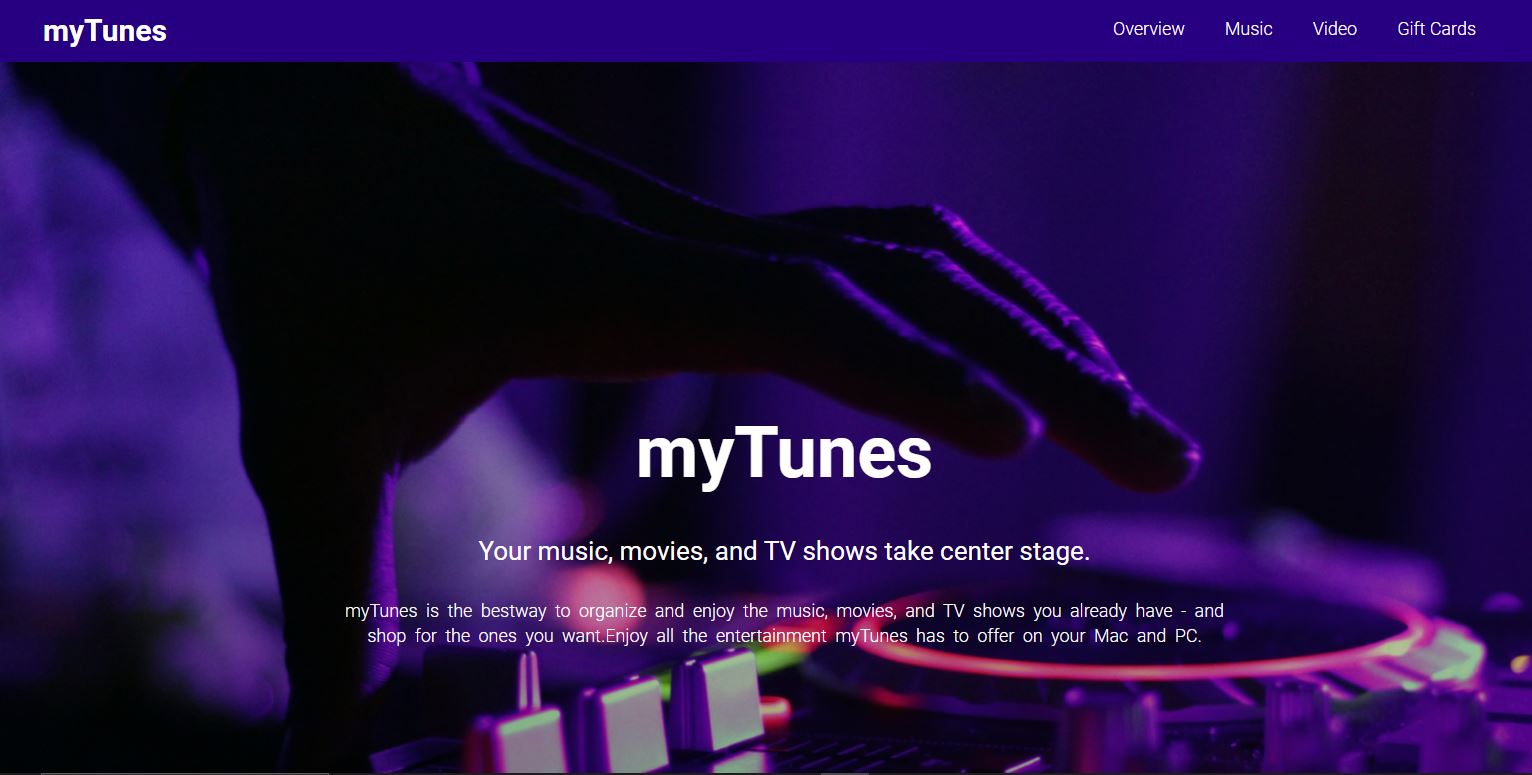 myTunes
Overview Music Video Gift Cards
myTunes
Your music, movies, and TV shows take center stage.
myTunes is the bestway to organize and enjoy the music, movies, and TV shows you already have - and
shop for the ones you want.Enjoy all the entertainment myTunes has to offer on your Mac and PC.